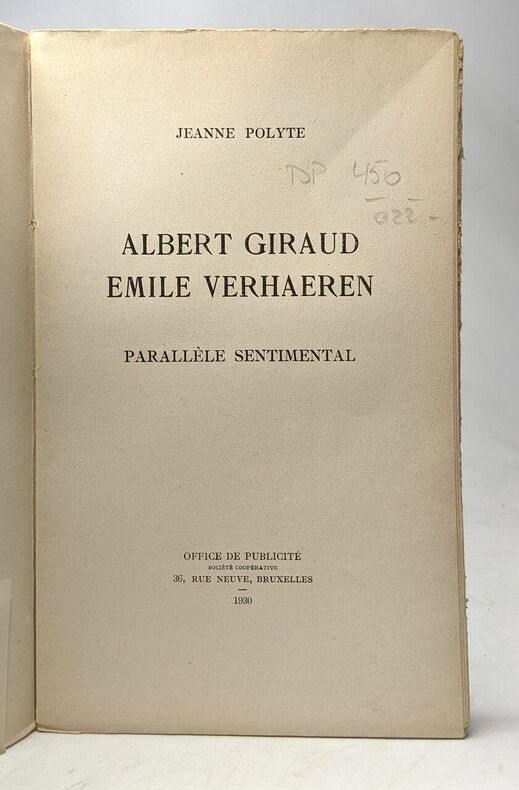 JEANNE POLYTE
DP 450
ALBERT GIRAUD
EMILE VERHAEREN
PARALLÈLE SENTIMENTAL
OFFICE DE PUBLICITÉ
SOCIÉTÉ COOPÉRATIVE
36, RUE NEUVE, BRUXELLES
1930